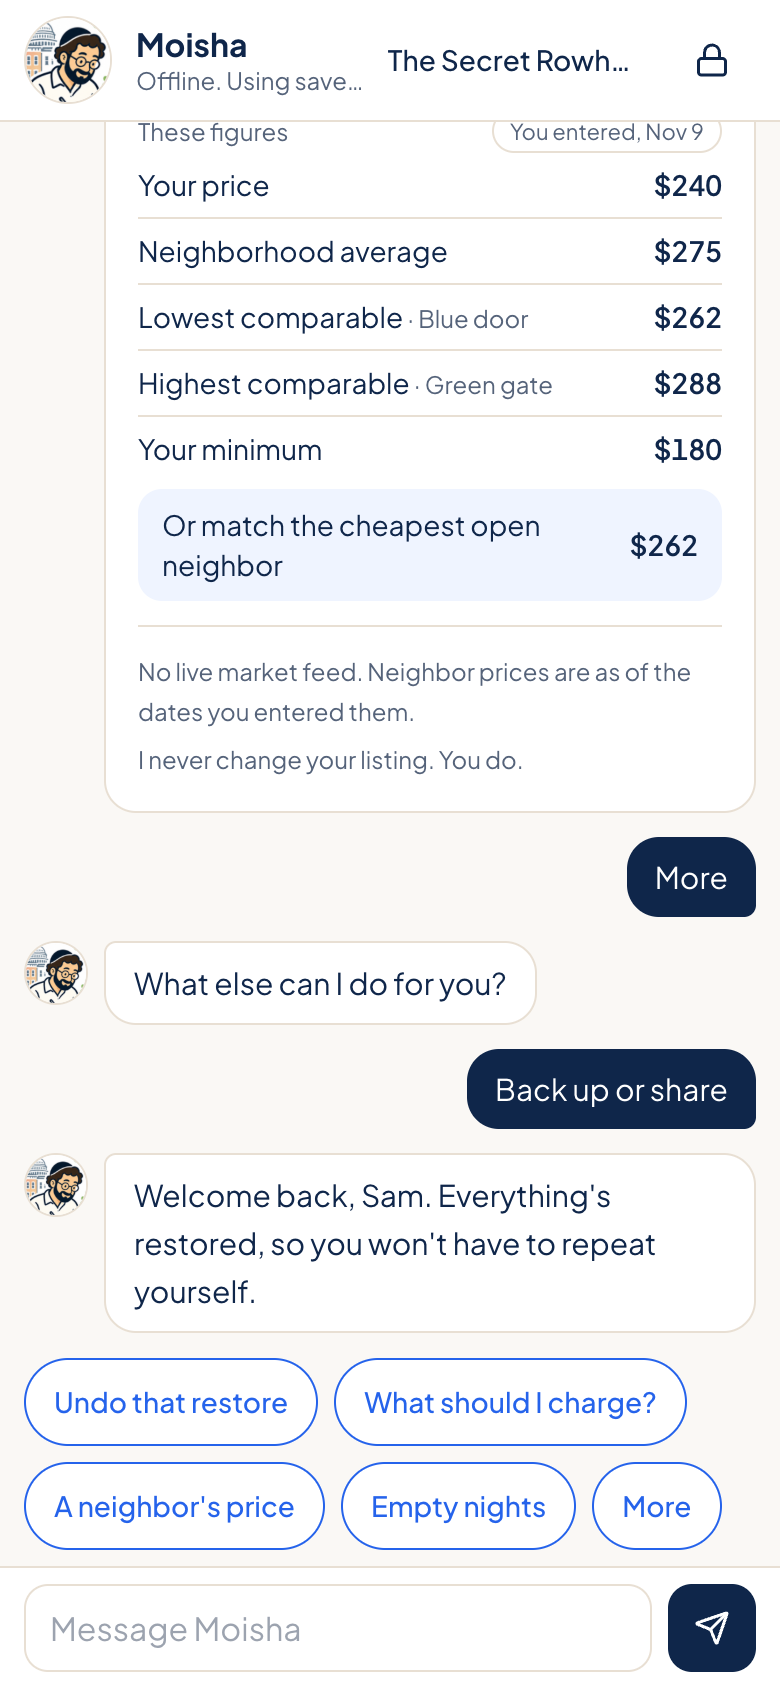 Moisha
Offline. Using save...
The Secret Rowh...
These figures
You entered, Nov 9
Your price
$240
Neighborhood average
$275
Lowest comparable · Blue door
$262
Highest comparable · Green gate
$288
Your minimum
$180
Or match the cheapest open
neighbor
$262
No live market feed. Neighbor prices are as of the
dates you entered them.
I never change your listing. You do.
More
What else can I do for you?
Back up or share
Welcome back, Sam. Everything's
restored, so you won't have to repeat
yourself.
Undo that restore
What should I charge?
A neighbor's price
Empty nights
More
Message Moisha